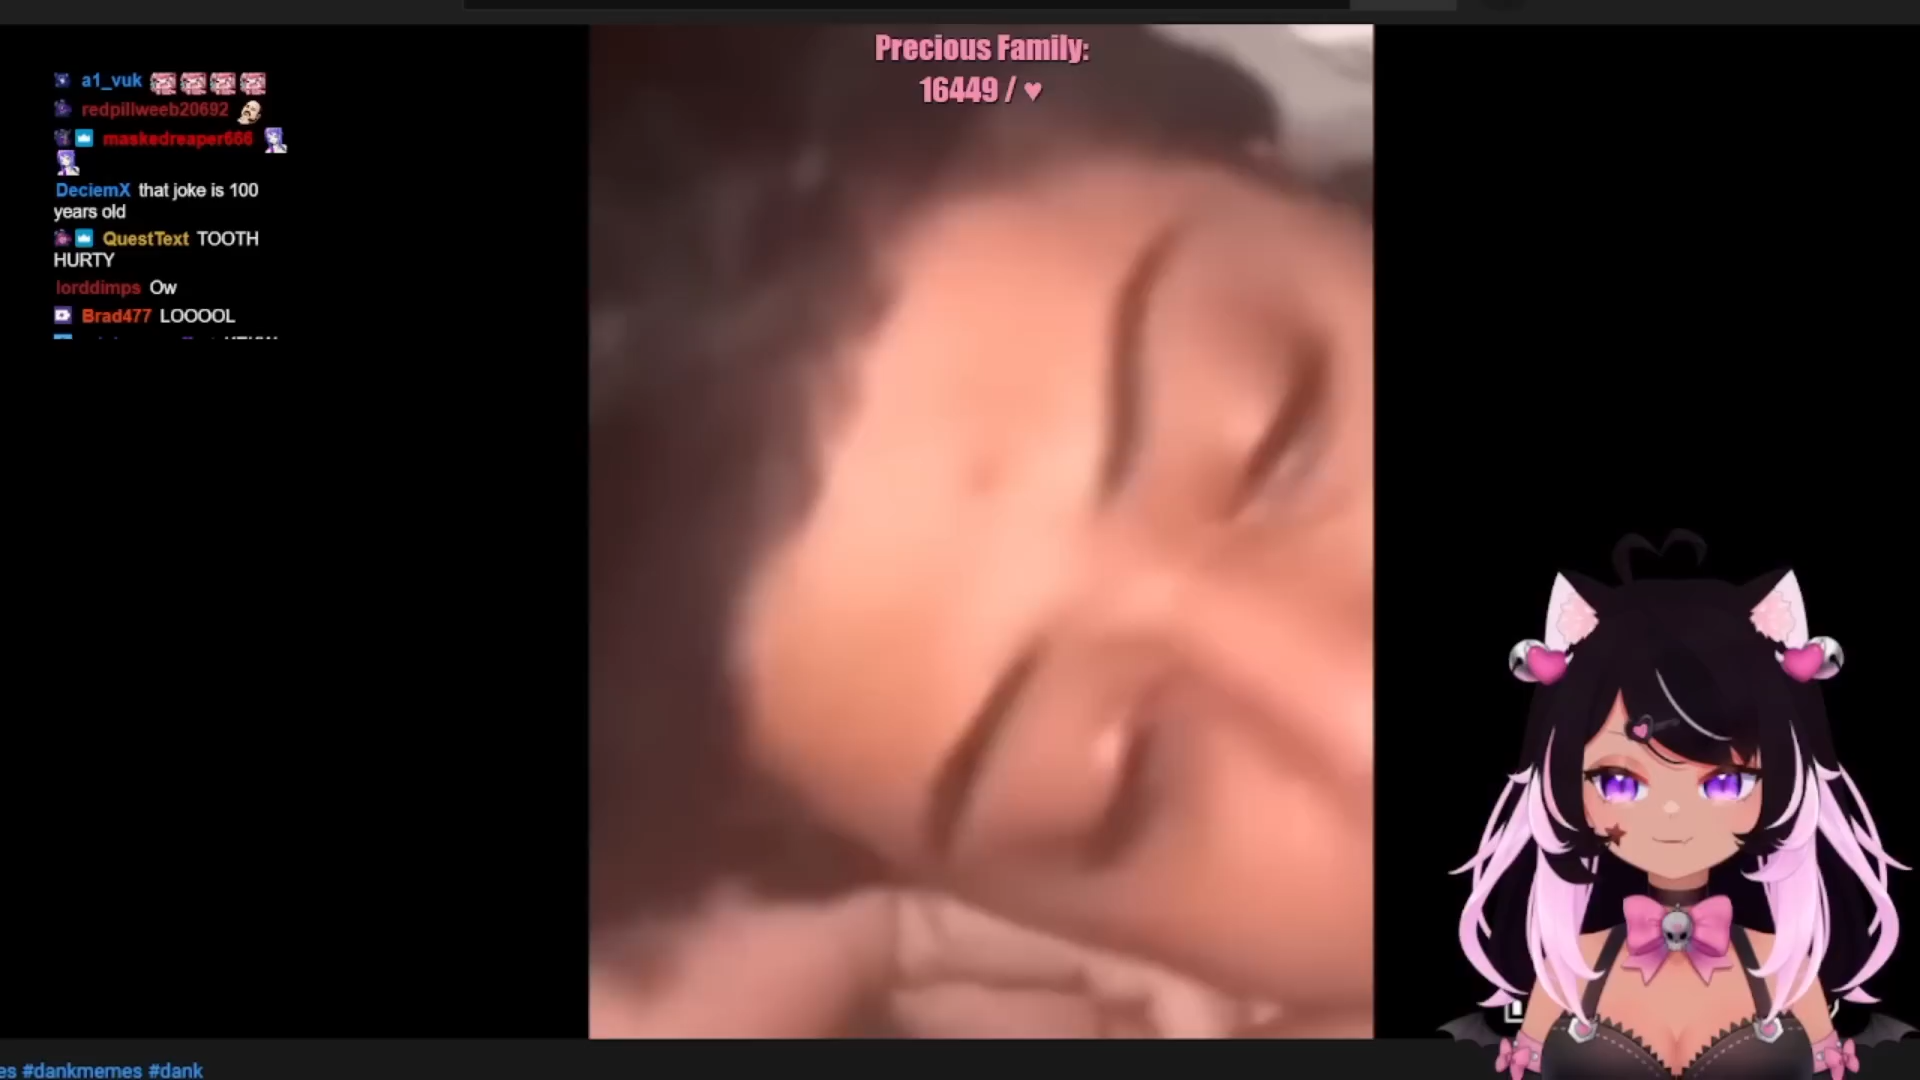 Precious Family:
16449 / ♥
a1_vuk
redpillweeb20692
maskedreaper666
DeciemX that joke is 100
years old
QuestText TOOTH
HURTY
lorddimps Ow
Brad477 LOOOOL
#dankmemes #dank